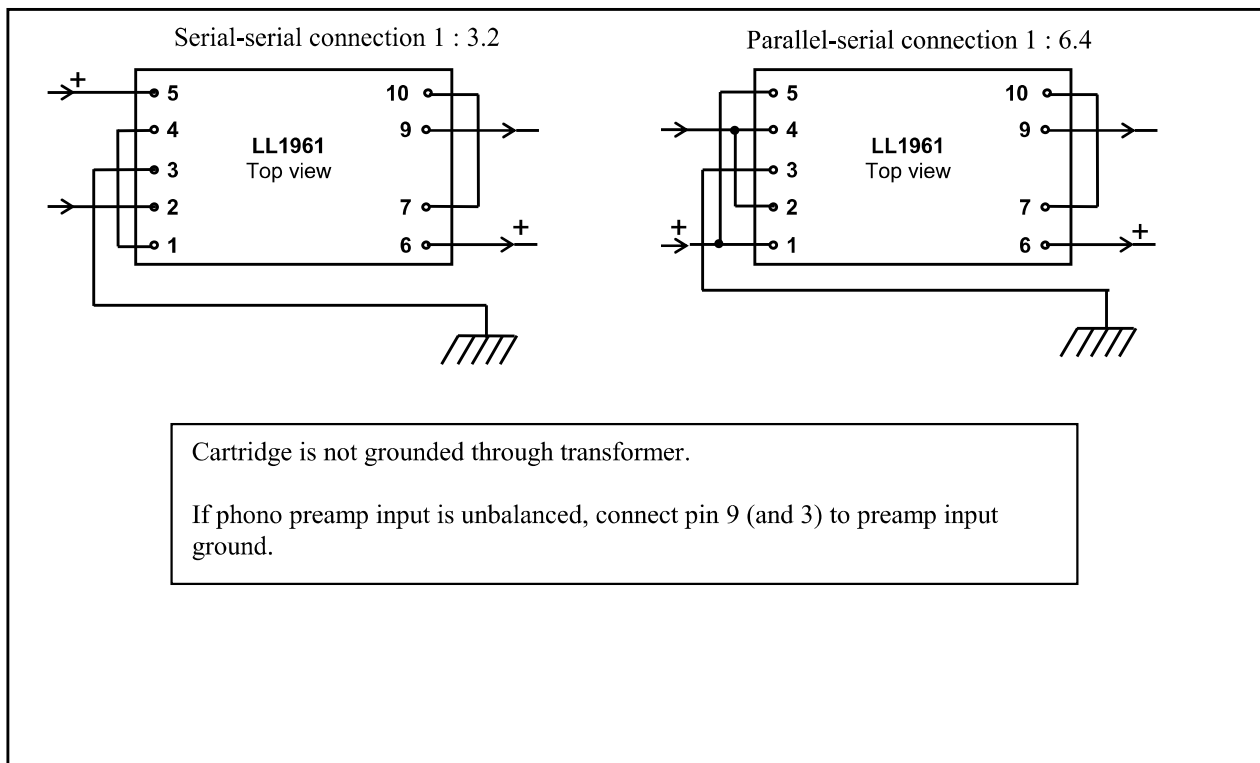 Serial-serial connection 1 : 3.2
+
5
4
3
2
1
LL1961
Top view
10
9
7
6
+
Parallel-serial connection 1 : 6.4
5
4
3
2
+
1
LL1961
Top view
10
9
7
6
+
Cartridge is not grounded through transformer.
If phono preamp input is unbalanced, connect pin 9 (and 3) to preamp input
ground.